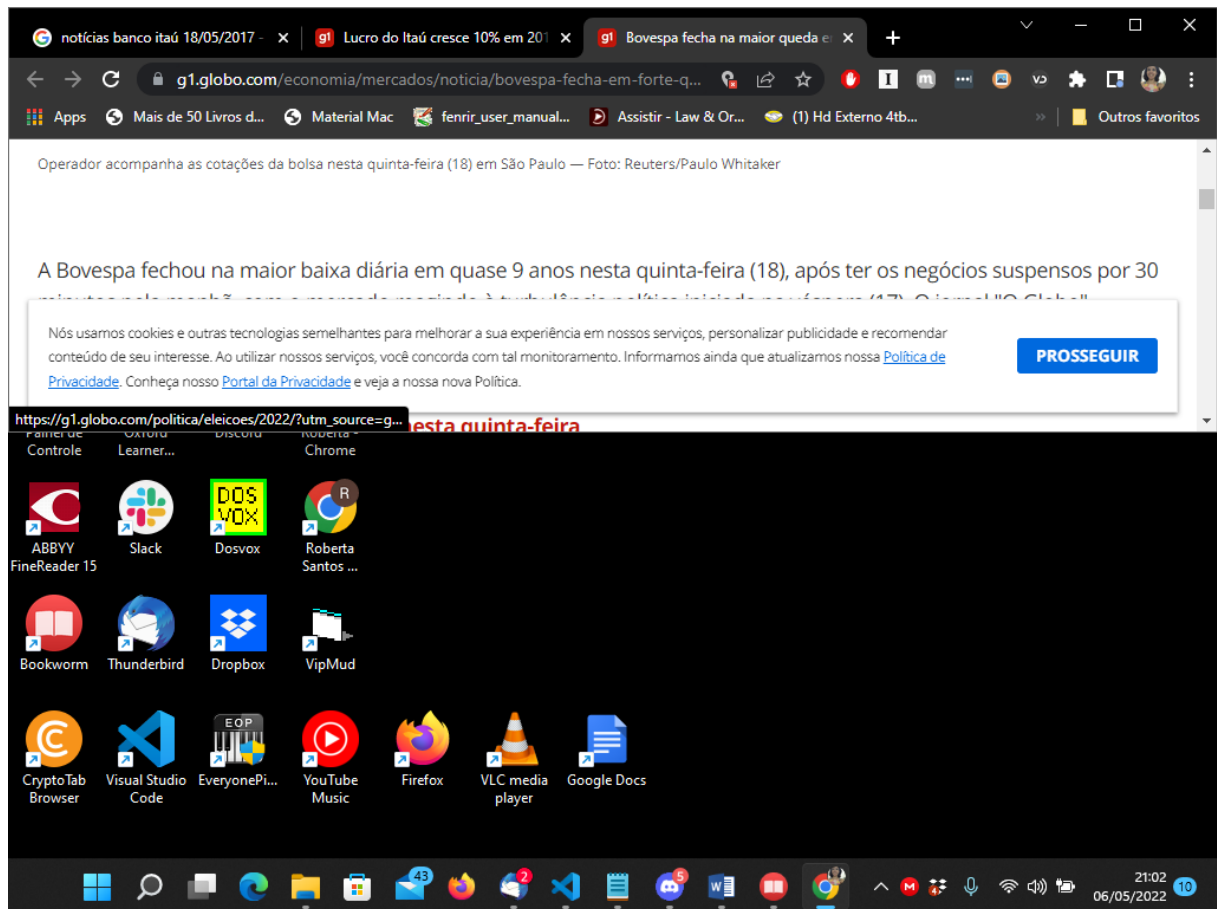 notícias banco itaú 18/05/2017 -
g1 Lucro do Itaú cresce 10% em 201
g1 Bovespa fecha na maior queda e
g1.globo.com/economia/mercados/noticia/bovespa-fecha-em-forte-q...
Apps
Mais de 50 Livros d...
Material Mac
fenrir_user_manual...
Assistir - Law & Or...
(1) Hd Externo 4tb...
»
Outros favoritos
Operador acompanha as cotações da bolsa nesta quinta-feira (18) em São Paulo — Foto: Reuters/Paulo Whitaker
A Bovespa fechou na maior baixa diária em quase 9 anos nesta quinta-feira (18), após ter os negócios suspensos por 30
Nós usamos cookies e outras tecnologias semelhantes para melhorar a sua experiência em nossos serviços, personalizar publicidade e recomendar
conteúdo de seu interesse. Ao utilizar nossos serviços, você concorda com tal monitoramento. Informamos ainda que atualizamos nossa Política de
Privacidade. Conheça nosso Portal da Privacidade e veja a nossa nova Política.
PROSSEGUIR
https://g1.globo.com/politica/eleicoes/2022/?utm_source=g...
nesta quinta-feira
Painel de
Controle
Oxford
Learner...
Discord
Roberta -
Chrome
ABBYY
FineReader 15
Slack
DOS
VOX
Dosvox
R
Roberta
Santos ...
Bookworm
Thunderbird
Dropbox
VipMud
CryptoTab
Browser
Visual Studio
Code
EOP
EveryonePi...
YouTube
Music
Firefox
VLC media
player
Google Docs
43
2
5
21:02
06/05/2022
10